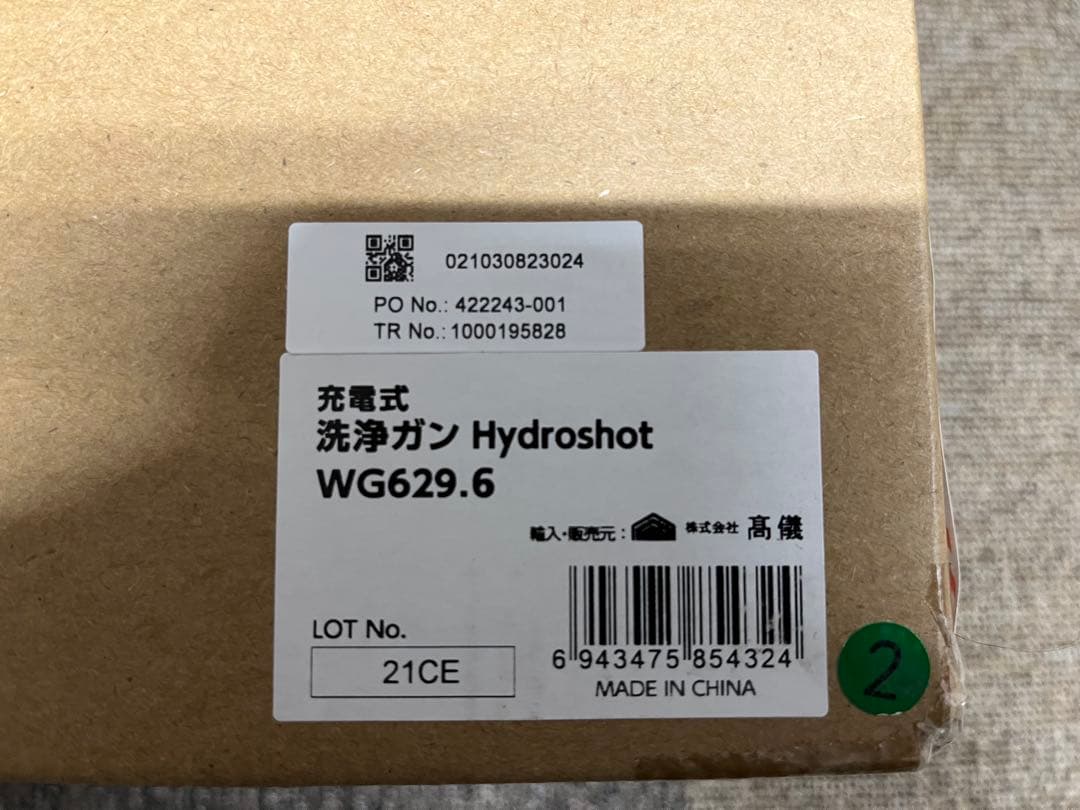 021030823024
PO No.: 422243-001
TR No.: 1000195828
充電式
洗浄ガン Hydroshot
WG629.6
輸入・販売元: 株式会社 髙儀
LOT No.
21CE
6 943475 854324
MADE IN CHINA
2